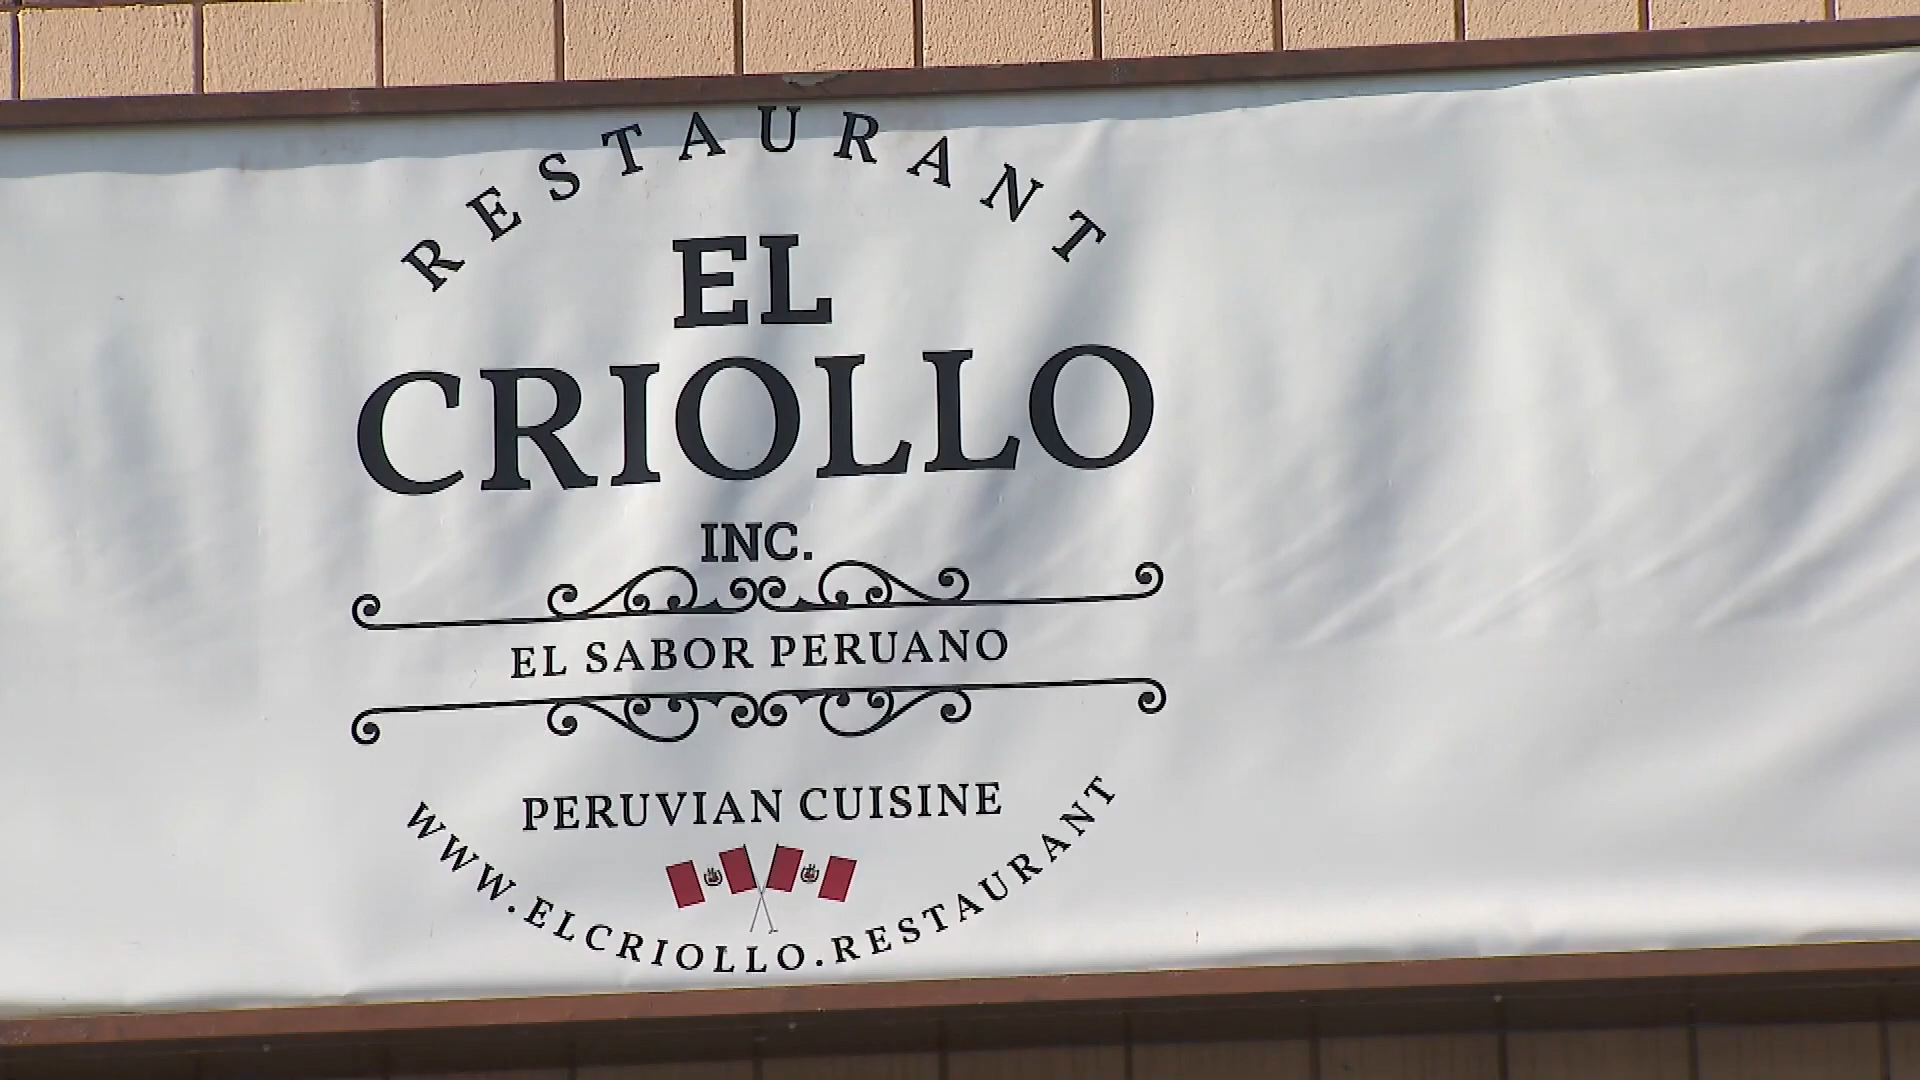 RESTAURANT
EL
CRIOLLO
INC.
EL SABOR PERUANO
PERUVIAN CUISINE
WWW.ELCRIOLLO.RESTAURANT